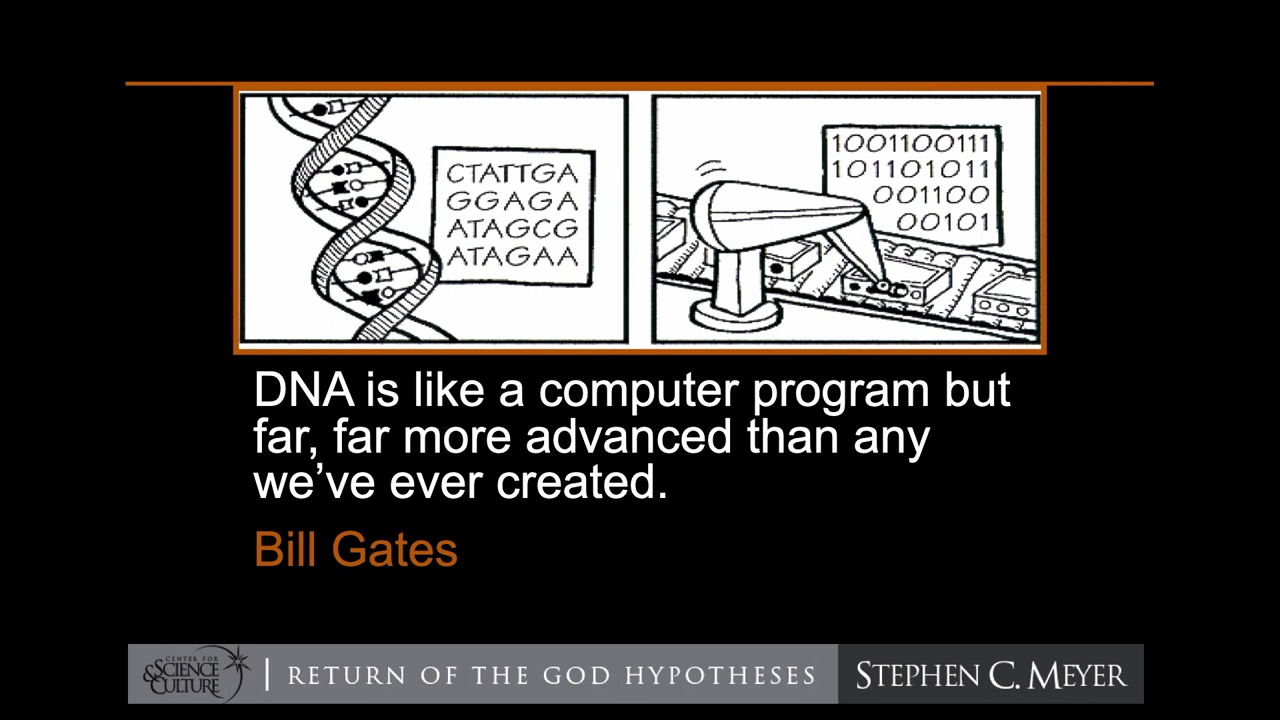 CTATTGA
GGAGA
ATAGCG
ATAGAA
1001100111
101101011
001100
00101
DNA is like a computer program but
far, far more advanced than any
we've ever created.
Bill Gates
CENTER FOR
SCIENCE
& CULTURE
RETURN OF THE GOD HYPOTHESES
STEPHEN C. MEYER